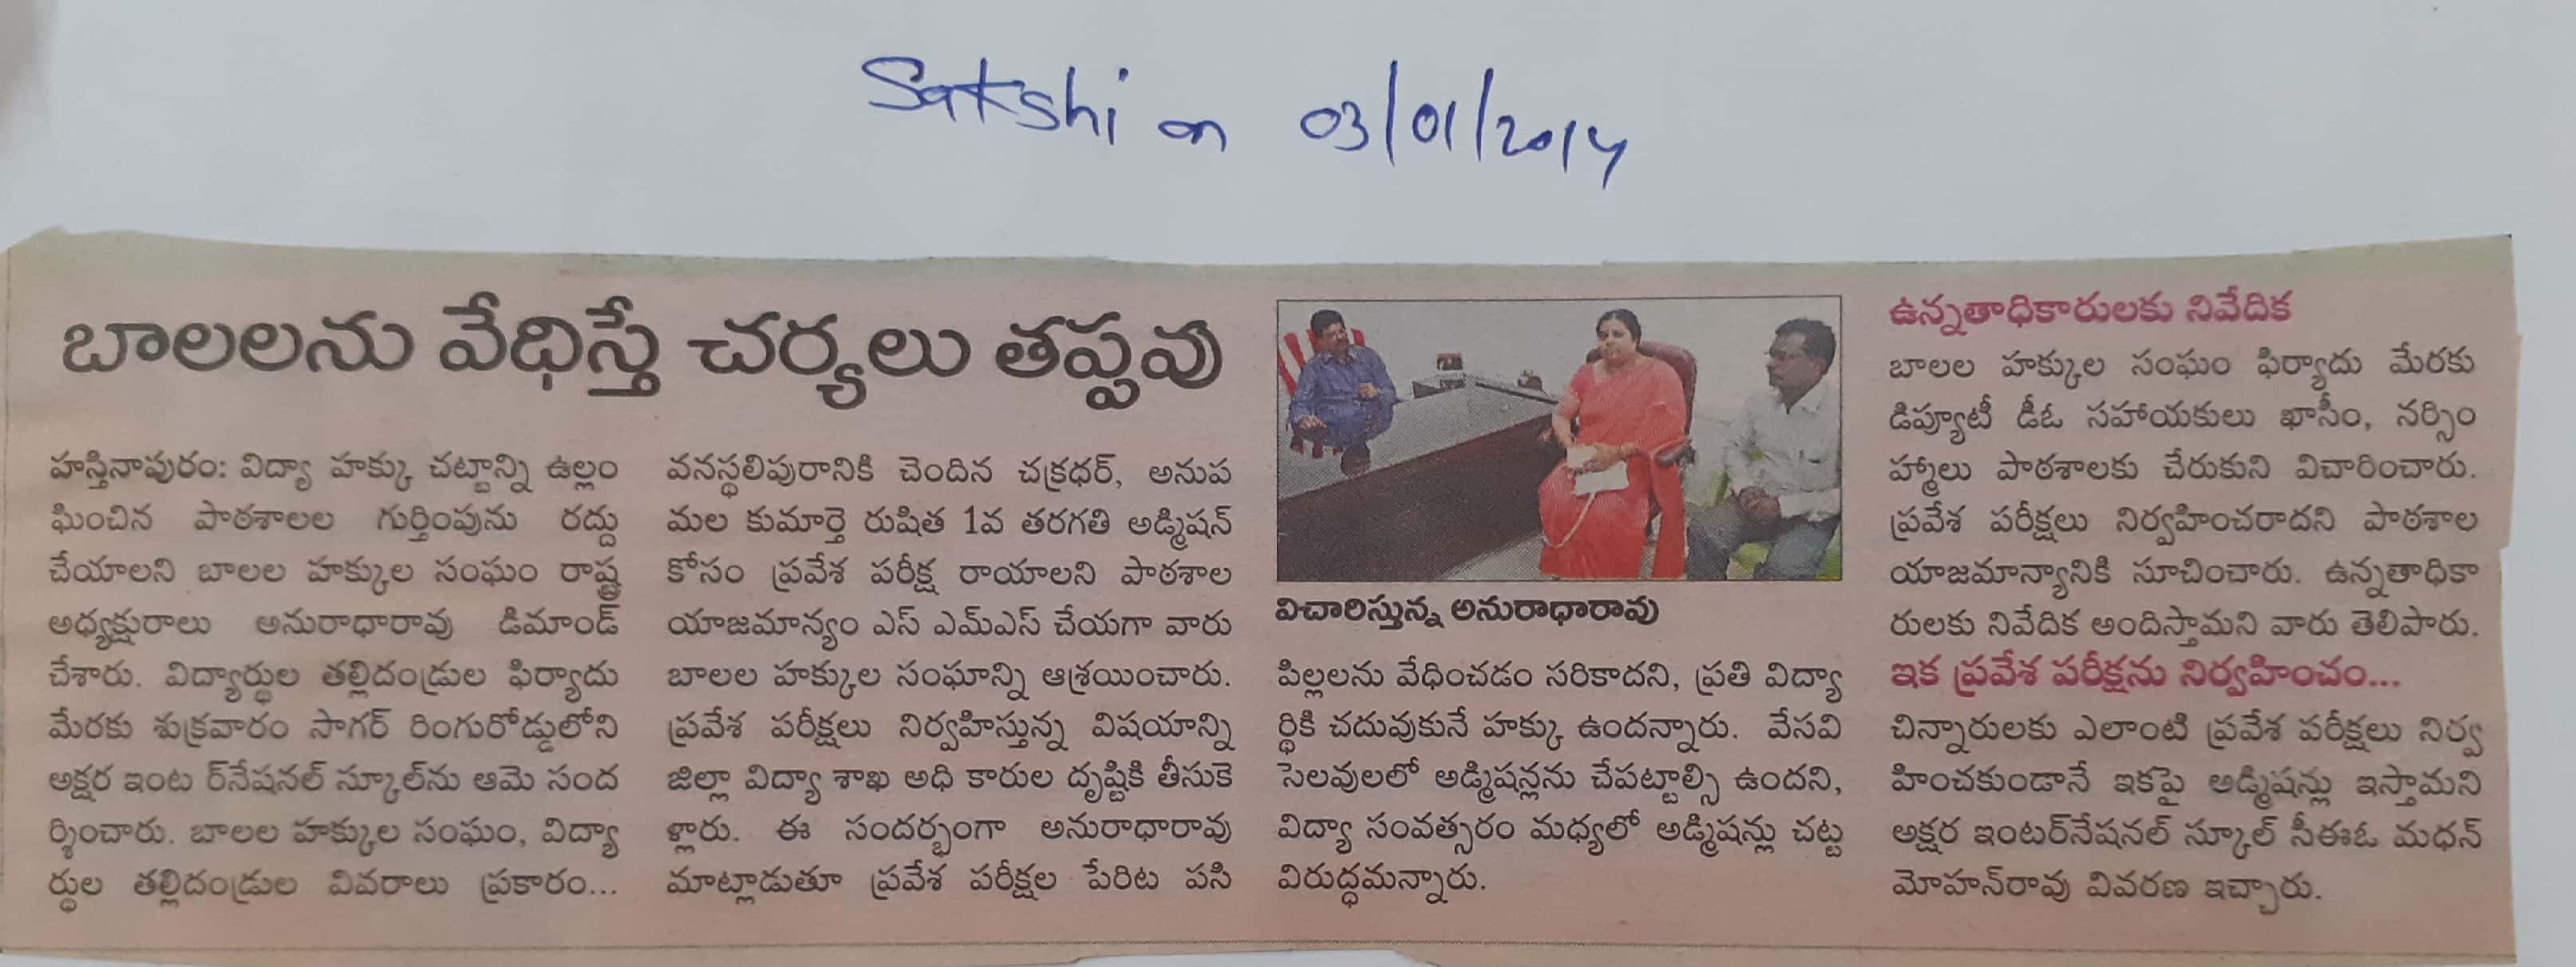 Sakshi on 03/01/2014
బాలలను వేధిస్తే చర్యలు తప్పవు
హస్తినాపురం: విద్యా హక్కు చట్టాన్ని ఉల్లం
ఘించిన పాఠశాలల గుర్తింపును రద్దు
చేయాలని బాలల హక్కుల సంఘం రాష్ట్ర
అధ్యక్షురాలు అనురాధారావు డిమాండ్
చేశారు. విద్యార్థుల తల్లిదండ్రుల ఫిర్యాదు
మేరకు శుక్రవారం సాగర్ రింగురోడ్డులోని
అక్షర ఇంట ర్‌నేషనల్ స్కూల్‌ను ఆమె సంద
ర్శించారు. బాలల హక్కుల సంఘం, విద్యా
ర్థుల తల్లిదండ్రుల వివరాలు ప్రకారం...
వనస్థలిపురానికి చెందిన చక్రధర్, అనుప
మల కుమార్తె రుషిత 1వ తరగతి అడ్మిషన్
కోసం ప్రవేశ పరీక్ష రాయాలని పాఠశాల
యాజమాన్యం ఎస్ ఎమ్ఎస్ చేయగా వారు
బాలల హక్కుల సంఘాన్ని ఆశ్రయించారు.
ప్రవేశ పరీక్షలు నిర్వహిస్తున్న విషయాన్ని
జిల్లా విద్యా శాఖ అధి కారుల దృష్టికి తీసుకె
ళ్లారు. ఈ సందర్భంగా అనురాధారావు
మాట్లాడుతూ ప్రవేశ పరీక్షల పేరిట పసి
విచారిస్తున్న అనురాధారావు
పిల్లలను వేధించడం సరికాదని, ప్రతి విద్యా
ర్థికి చదువుకునే హక్కు ఉందన్నారు. వేసవి
సెలవులలో అడ్మిషన్లను చేపట్టాల్సి ఉందని,
విద్యా సంవత్సరం మధ్యలో అడ్మిషన్లు చట్ట
విరుద్ధమన్నారు.
ఉన్నతాధికారులకు నివేదిక
బాలల హక్కుల సంఘం ఫిర్యాదు మేరకు
డిప్యూటీ డీఓ సహాయకులు ఖాసీం, నర్సిం
హ్మాలు పాఠశాలకు చేరుకుని విచారించారు.
ప్రవేశ పరీక్షలు నిర్వహించరాదని పాఠశాల
యాజమాన్యానికి సూచించారు. ఉన్నతాధికా
రులకు నివేదిక అందిస్తామని వారు తెలిపారు.
ఇక ప్రవేశ పరీక్షను నిర్వహించం...
చిన్నారులకు ఎలాంటి ప్రవేశ పరీక్షలు నిర్వ
హించకుండానే ఇకపై అడ్మిషన్లు ఇస్తామని
అక్షర ఇంటర్‌నేషనల్ స్కూల్ సీఈఓ మధన్
మోహన్‌రావు వివరణ ఇచ్చారు.